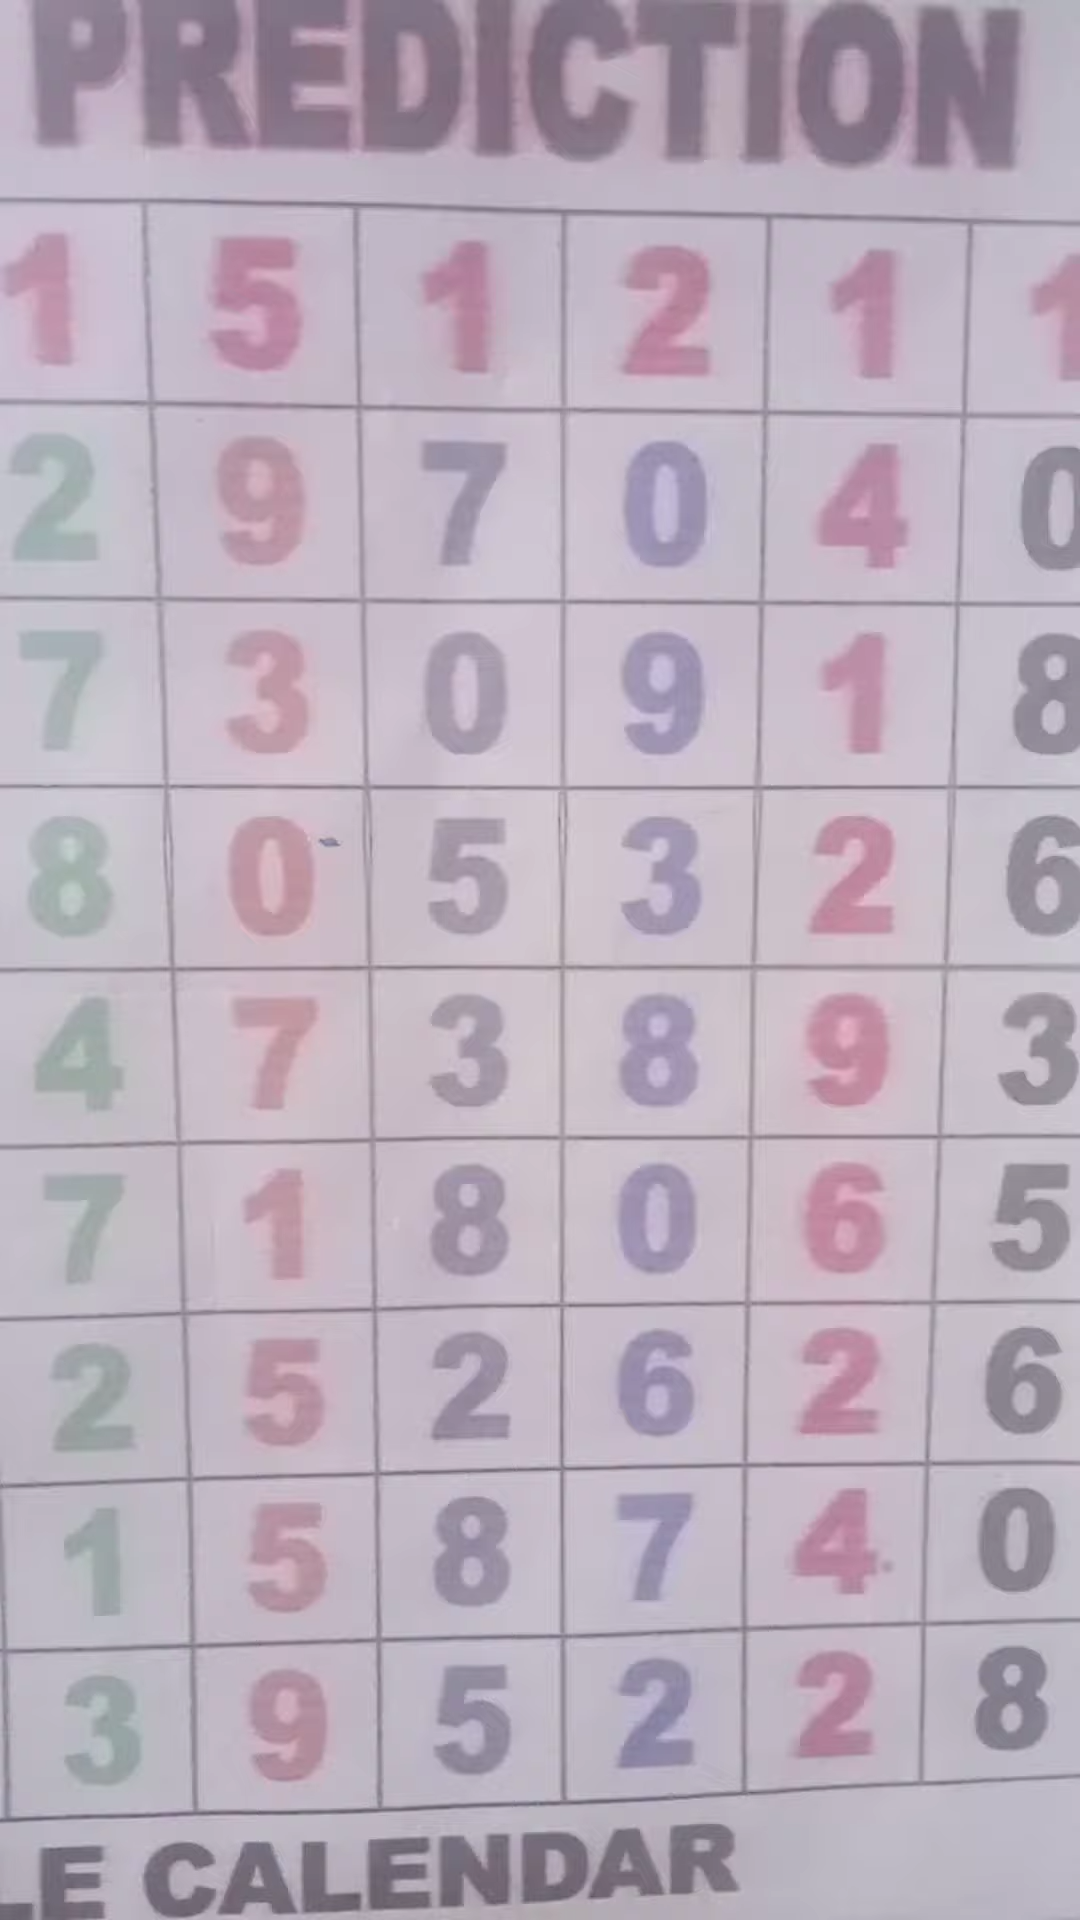 PREDICTION
1 5 1 2 1 1
2 9 7 0 4 0
7 3 0 9 1 8
8 0 5 3 2 6
4 7 3 8 9 3
7 1 8 0 6 5
2 5 2 6 2 6
1 5 8 7 4 0
3 9 5 2 2 8
LE CALENDAR